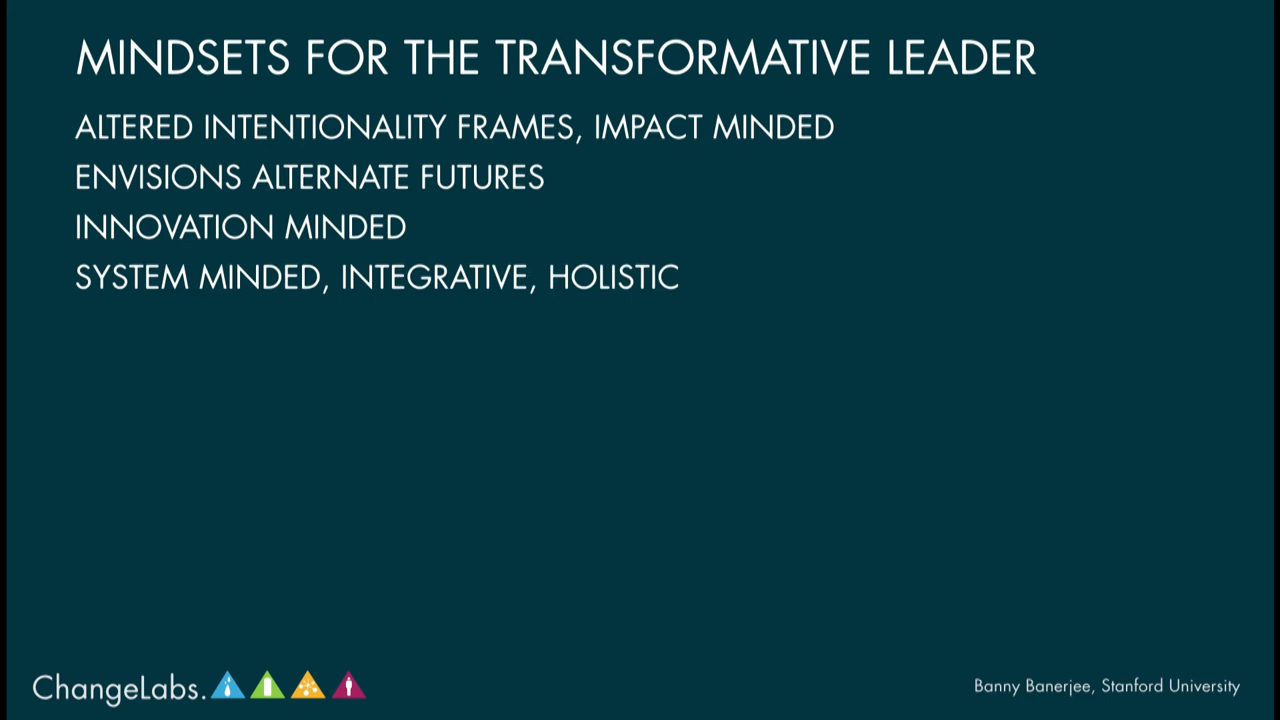 MINDSETS FOR THE TRANSFORMATIVE LEADER
ALTERED INTENTIONALITY FRAMES, IMPACT MINDED
ENVISIONS ALTERNATE FUTURES
INNOVATION MINDED
SYSTEM MINDED, INTEGRATIVE, HOLISTIC
ChangeLabs.
Banny Banerjee, Stanford University